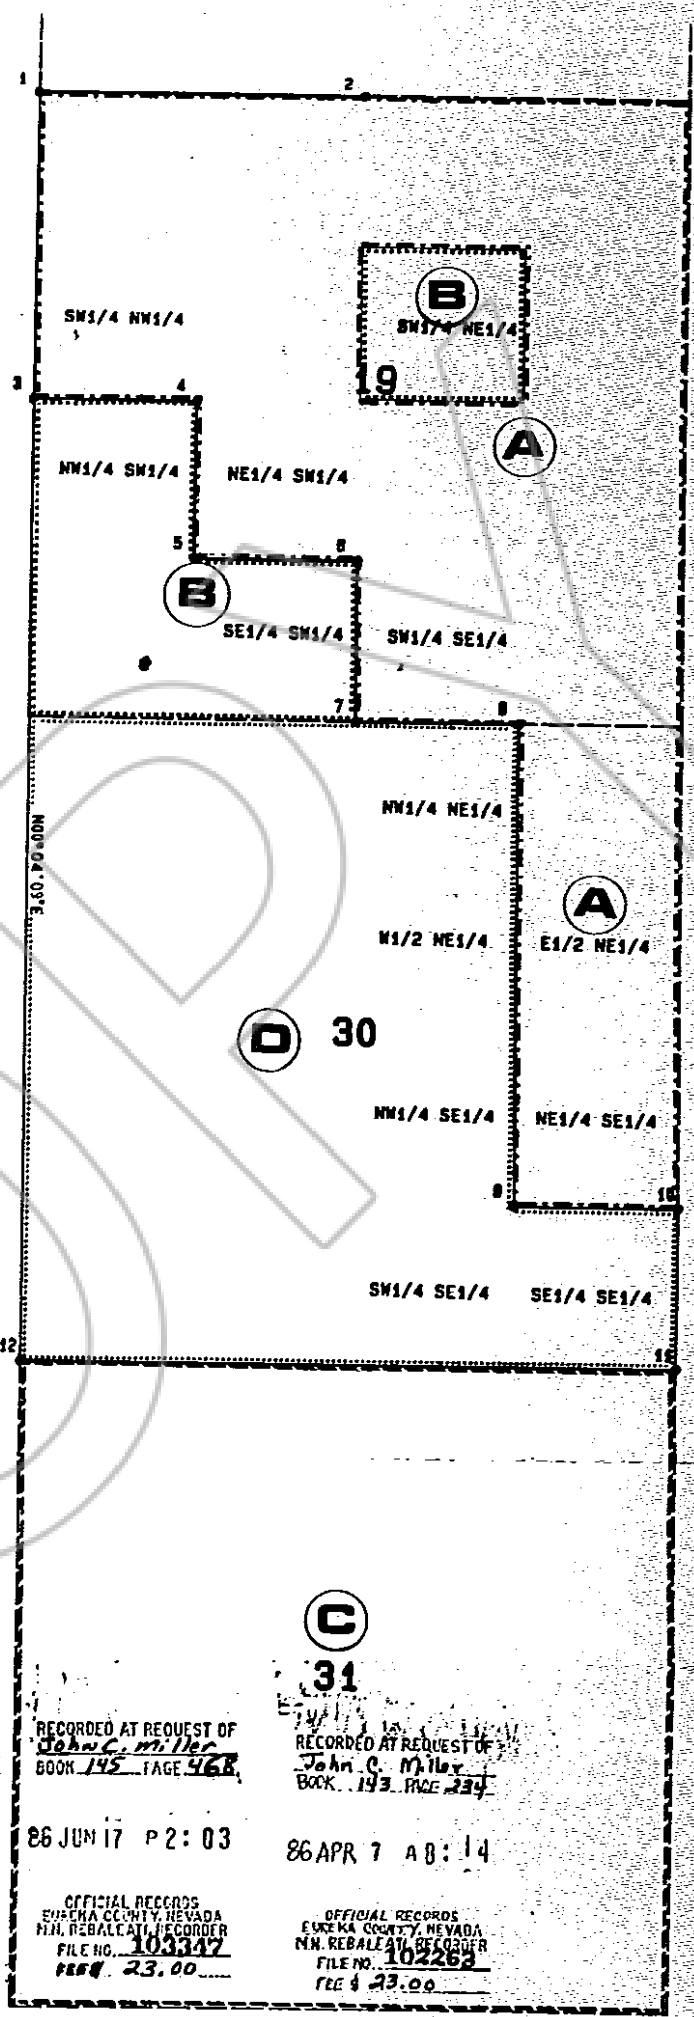 1
2
B
SW1/4 NW1/4
SW1/4 NE1/4
19
3
4
A
NW1/4 SW1/4
NE1/4 SW1/4
5
6
B
SE1/4 SW1/4
SW1/4 SE1/4
7
8
NW1/4 NE1/4
N00°04'09"E
A
W1/2 NE1/4
E1/2 NE1/4
D
30
NW1/4 SE1/4
NE1/4 SE1/4
9
10
SW1/4 SE1/4
SE1/4 SE1/4
12
11
C
31
RECORDED AT REQUEST OF
John C. Miller
BOOK 145 PAGE 468
86 JUN 17 P 2:03
OFFICIAL RECORDS
EUREKA COUNTY, NEVADA
M.N. REBALEATI, RECORDER
FILE NO. 103347
FEE $ 23.00
RECORDED AT REQUEST OF
John C. Miller
BOOK 143 PAGE 234
86 APR 7 A 8:14
OFFICIAL RECORDS
EUREKA COUNTY, NEVADA
M.N. REBALEATI, RECORDER
FILE NO. 102263
FEE $ 23.00